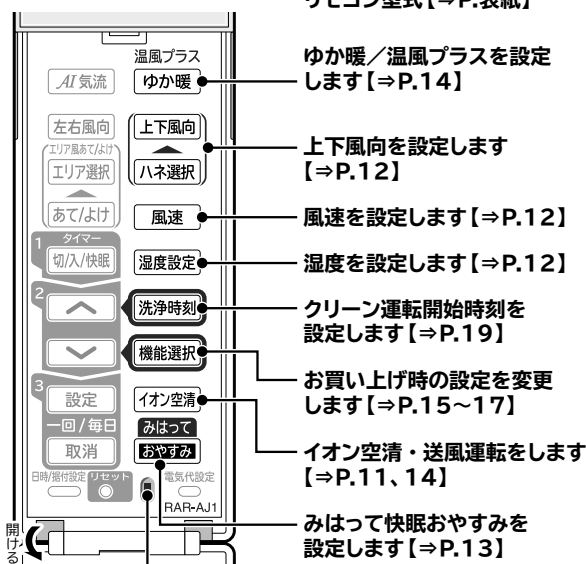 リモコン型式【⇒P.表紙】
温風プラス
AI気流
ゆか暖
ゆか暖／温風プラスを設定
します【⇒P.14】
左右風向
上下風向
エリア風あて/よけ
エリア選択
ハネ選択
上下風向を設定します
【⇒P.12】
あて/よけ
風速
風速を設定します【⇒P.12】
1
タイマー
切/入/快眠
湿度設定
湿度を設定します【⇒P.12】
2
洗浄時刻
クリーン運転開始時刻を
設定します【⇒P.19】
機能選択
お買い上げ時の設定を変更
します【⇒P.15～17】
3
設定
イオン空清
一回/毎日
みはって
イオン空清・送風運転をします
【⇒P.11、14】
取消
おやすみ
日時/据付設定
リセット
電気代設定
RAR-AJ1
みはって快眠おやすみを
設定します【⇒P.13】
開ける